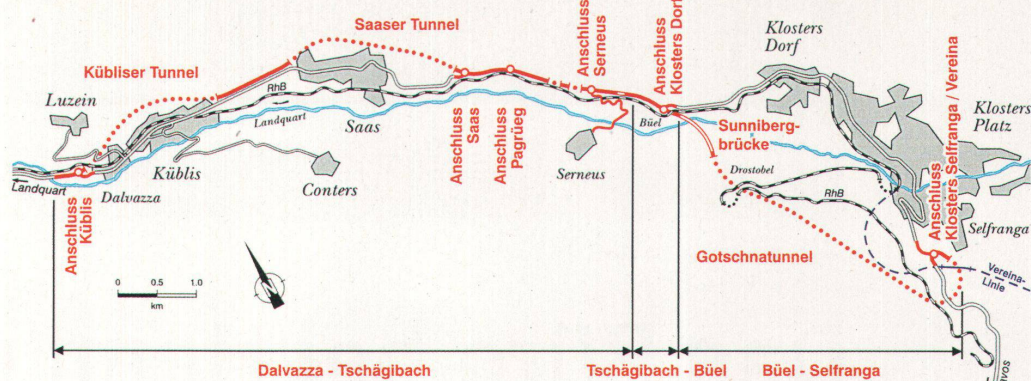 Saaser Tunnel
Anschluss
Serneus
Anschluss
Klosters Dorf
Klosters
Dorf
Kübliser Tunnel
Luzein
RhB
Landquart
Saas
Anschluss
Saas
Anschluss
Pagrüeg
Büel
Sunniberg-
brücke
Klosters
Platz
Küblis
Landquart
Dalvazza
Conters
Serneus
Drostobel
RhB
Anschluss
Klosters Selfranga / Vereina
Selfranga
Anschluss
Küblis
Gotschnatunnel
Vereina-
Linie
0 0.5 1.0
km
Dalvazza - Tschägibach
Tschägibach - Büel
Büel - Selfranga